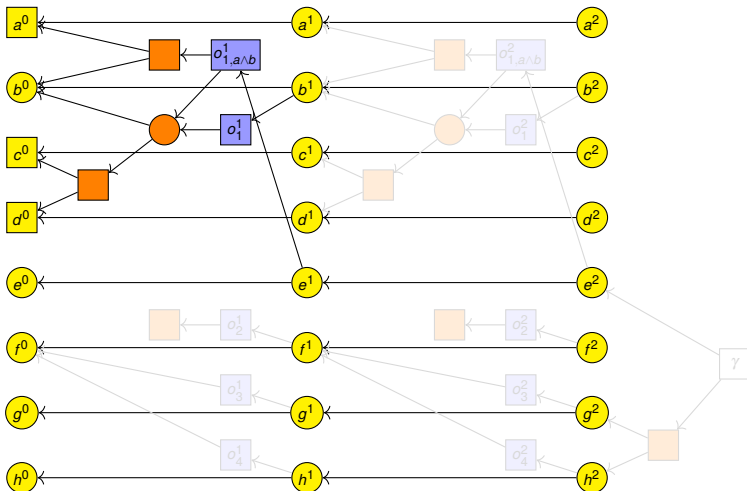 a⁰ a¹ a²
o¹₁,a∧b o²₁,a∧b
b⁰ b¹ b²
o¹₁ o²₁
c⁰ c¹ c²
d⁰ d¹ d²
e⁰ e¹ e²
o¹₂ o²₂
f⁰ f¹ f²
γ
o¹₃ o²₃
g⁰ g¹ g²
o¹₄ o²₄
h⁰ h¹ h²